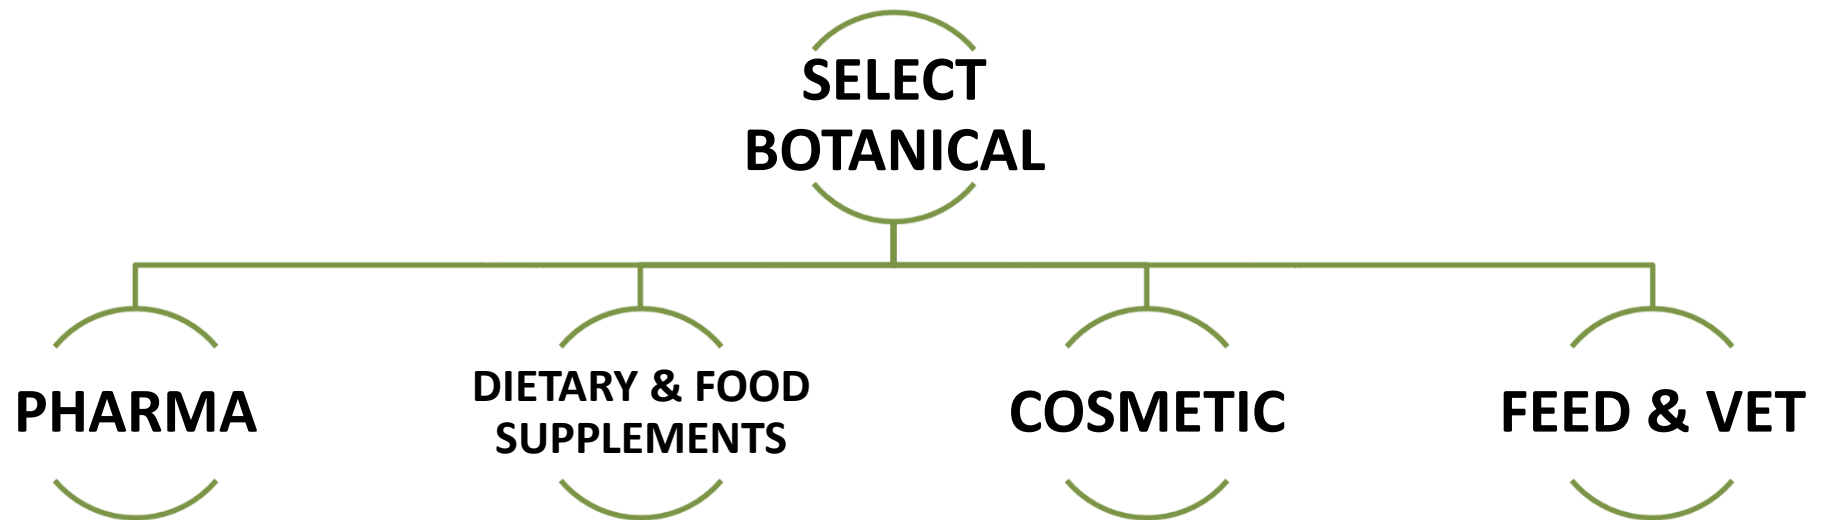 SELECT
BOTANICAL
PHARMA
DIETARY & FOOD
SUPPLEMENTS
COSMETIC
FEED & VET